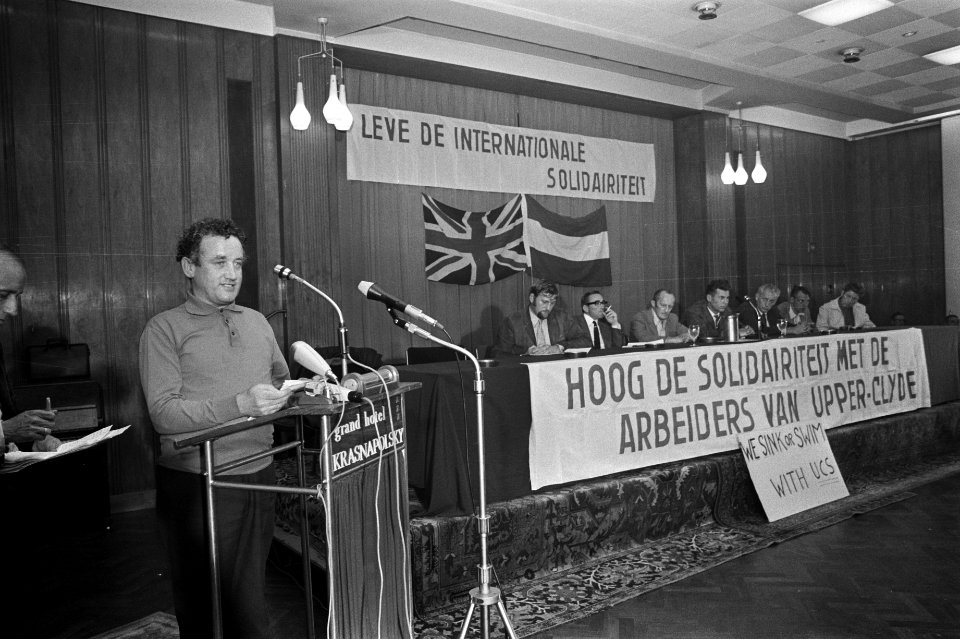 LEVE DE INTERNATIONALE
SOLIDAIRITEIT
HOOG DE SOLIDAIRITEIT MET DE
ARBEIDERS VAN UPPER-CLYDE
WE SINK OR SWIM
WITH UCS
grand hotel
KRASNAPOLSKY